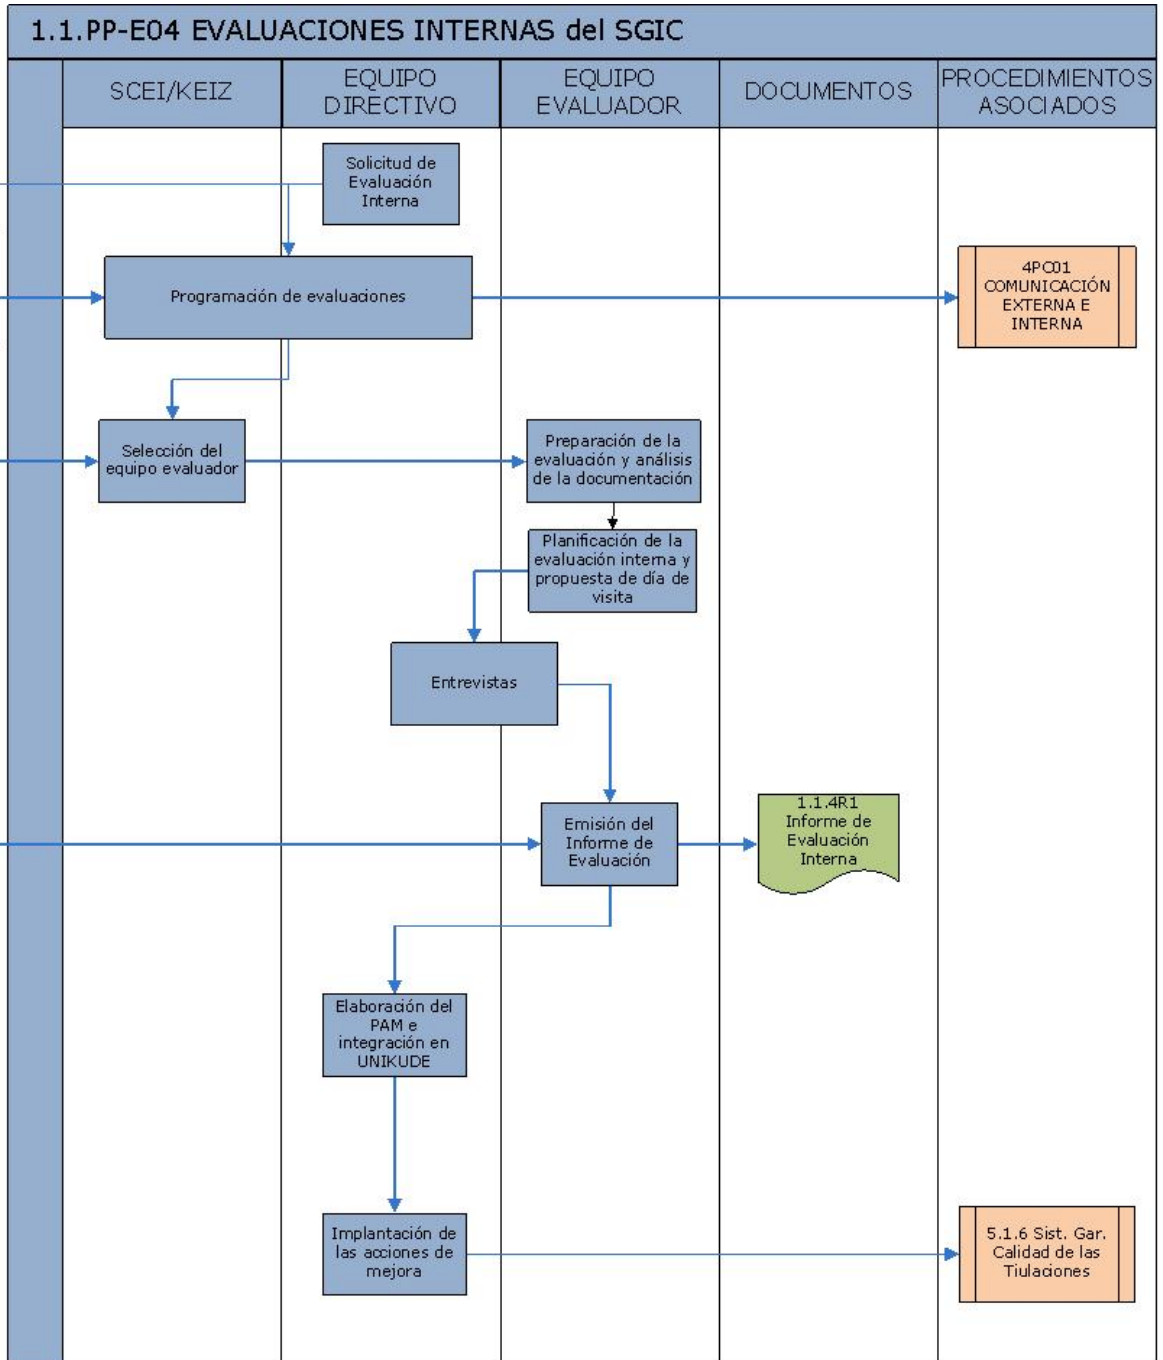 1.1.PP-E04 EVALUACIONES INTERNAS del SGIC
SCEI/KEIZ
EQUIPO
DIRECTIVO
EQUIPO
EVALUADOR
DOCUMENTOS
PROCEDIMIENTOS
ASOCIADOS
Solicitud de
Evaluación
Interna
Programación de evaluaciones
4PC01
COMUNICACIÓN
EXTERNA E
INTERNA
Selección del
equipo evaluador
Preparación de la
evaluación y análisis
de la documentación
Planificación de la
evaluación interna y
propuesta de día de
visita
Entrevistas
Emisión del
Informe de
Evaluación
1.1.4R1
Informe de
Evaluación
Interna
Elaboración del
PAM e
integración en
UNIKUDE
Implantación de
las acciones de
mejora
5.1.6 Sist. Gar.
Calidad de las
Tiulaciones